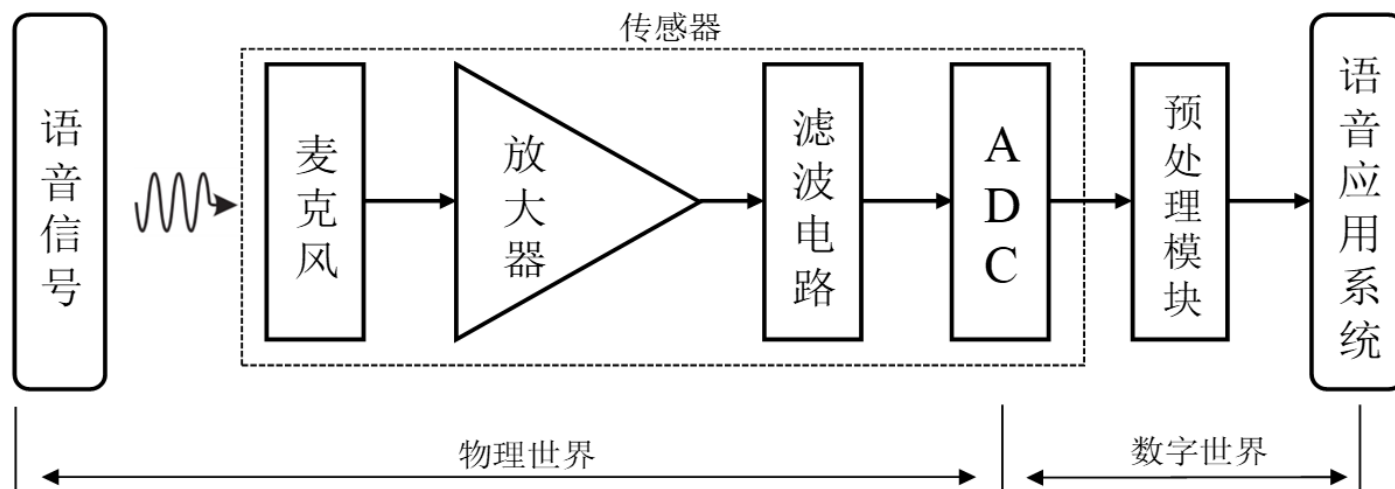 传感器
语音信号
麦克风
放大器
滤波电路
ADC
预处理模块
语音应用系统
物理世界
数字世界